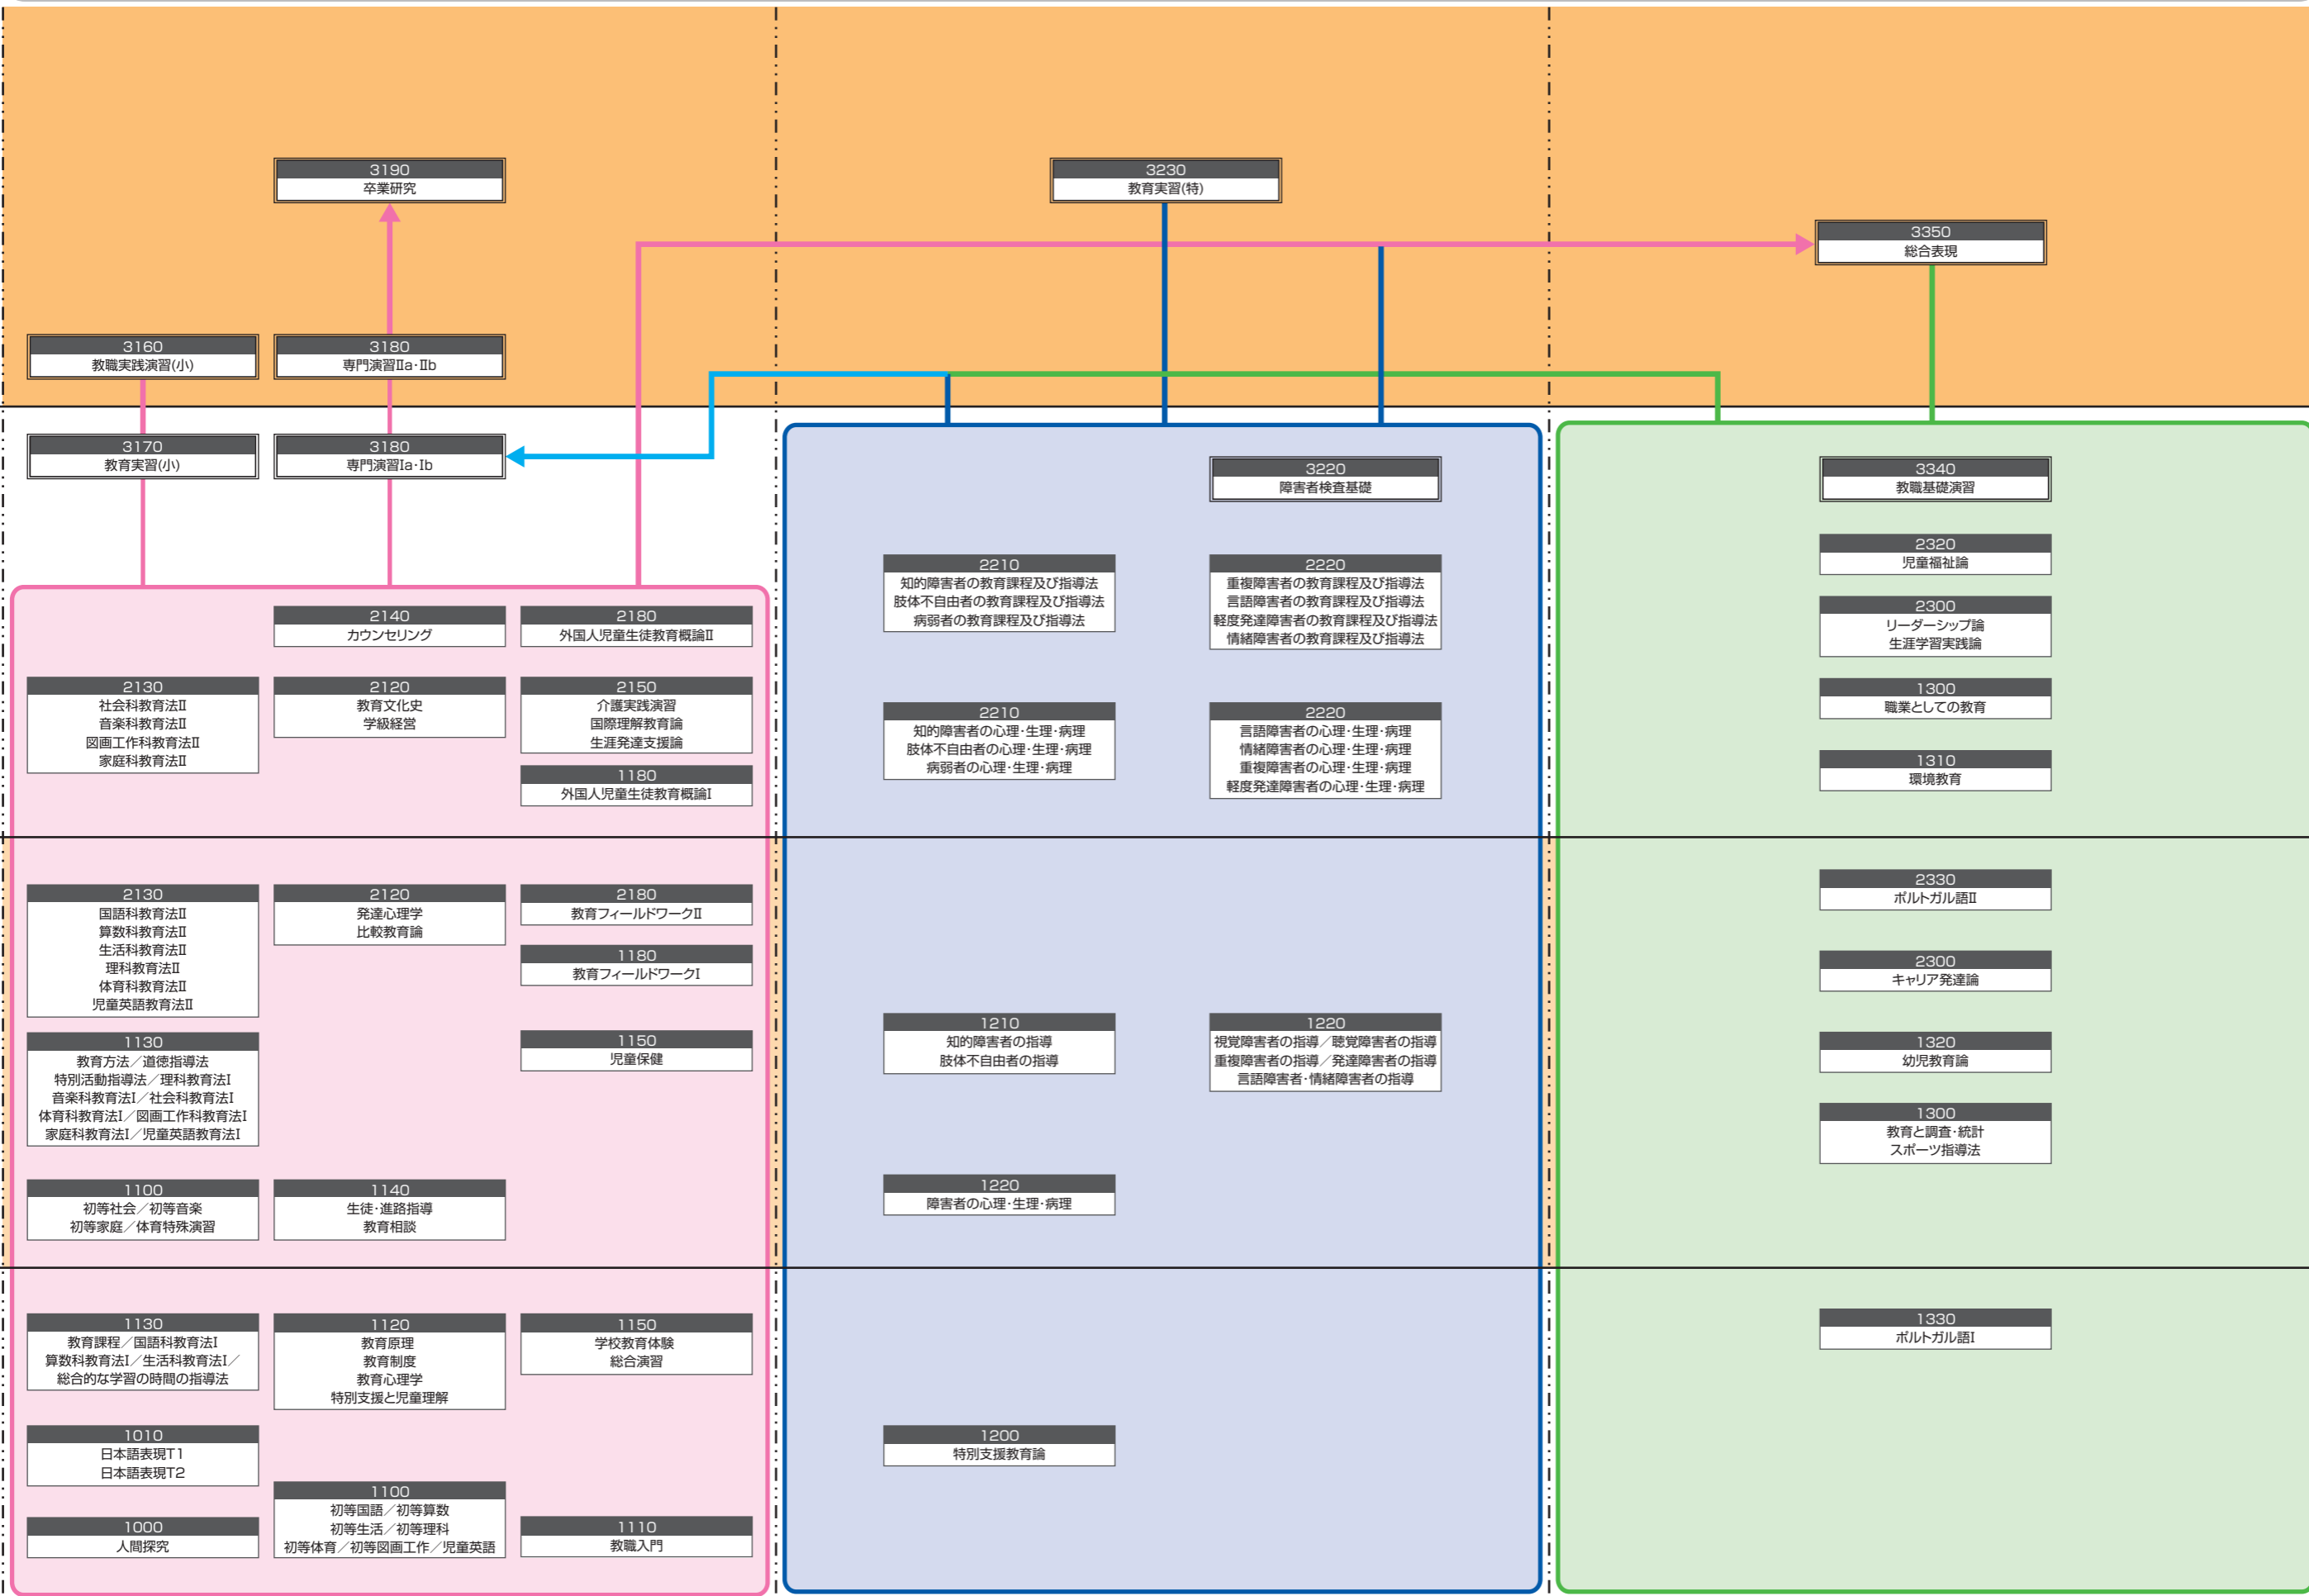 3190
卒業研究
3230
教育実習(特)
3350
総合表現
3160
教職実践演習(小)
3180
専門演習Ⅱa・Ⅱb
3170
教育実習(小)
3180
専門演習Ⅰa・Ⅰb
2140
カウンセリング
2180
外国人児童生徒教育概論Ⅱ
2130
社会科教育法Ⅱ
音楽科教育法Ⅱ
図画工作科教育法Ⅱ
家庭科教育法Ⅱ
2120
教育文化史
学級経営
2150
介護実践演習
国際理解教育論
生涯発達支援論
1180
外国人児童生徒教育概論Ⅰ
2130
国語科教育法Ⅱ
算数科教育法Ⅱ
生活科教育法Ⅱ
理科教育法Ⅱ
体育科教育法Ⅱ
児童英語教育法Ⅱ
2120
発達心理学
比較教育論
2180
教育フィールドワークⅡ
1180
教育フィールドワークⅠ
1130
教育方法／道徳指導法
特別活動指導法／理科教育法Ⅰ
音楽科教育法Ⅰ／社会科教育法Ⅰ
体育科教育法Ⅰ／図画工作科教育法Ⅰ
家庭科教育法Ⅰ／児童英語教育法Ⅰ
1150
児童保健
1100
初等社会／初等音楽
初等家庭／体育特殊演習
1140
生徒・進路指導
教育相談
1130
教育課程／国語科教育法Ⅰ
算数科教育法Ⅰ／生活科教育法Ⅰ／
総合的な学習の時間の指導法
1120
教育原理
教育制度
教育心理学
特別支援と児童理解
1150
学校教育体験
総合演習
1010
日本語表現T1
日本語表現T2
1100
初等国語／初等算数
初等生活／初等理科
初等体育／初等図画工作／児童英語
1000
人間探究
1110
教職入門
3220
障害者検査基礎
2210
知的障害者の教育課程及び指導法
肢体不自由者の教育課程及び指導法
病弱者の教育課程及び指導法
2220
重複障害者の教育課程及び指導法
言語障害者の教育課程及び指導法
軽度発達障害者の教育課程及び指導法
情緒障害者の教育課程及び指導法
2210
知的障害者の心理・生理・病理
肢体不自由者の心理・生理・病理
病弱者の心理・生理・病理
2220
言語障害者の心理・生理・病理
情緒障害者の心理・生理・病理
重複障害者の心理・生理・病理
軽度発達障害者の心理・生理・病理
1210
知的障害者の指導
肢体不自由者の指導
1220
視覚障害者の指導／聴覚障害者の指導
重複障害者の指導／発達障害者の指導
言語障害者・情緒障害者の指導
1220
障害者の心理・生理・病理
1200
特別支援教育論
3340
教職基礎演習
2320
児童福祉論
2300
リーダーシップ論
生涯学習実践論
1300
職業としての教育
1310
環境教育
2330
ポルトガル語Ⅱ
2300
キャリア発達論
1320
幼児教育論
1300
教育と調査・統計
スポーツ指導法
1330
ポルトガル語Ⅰ